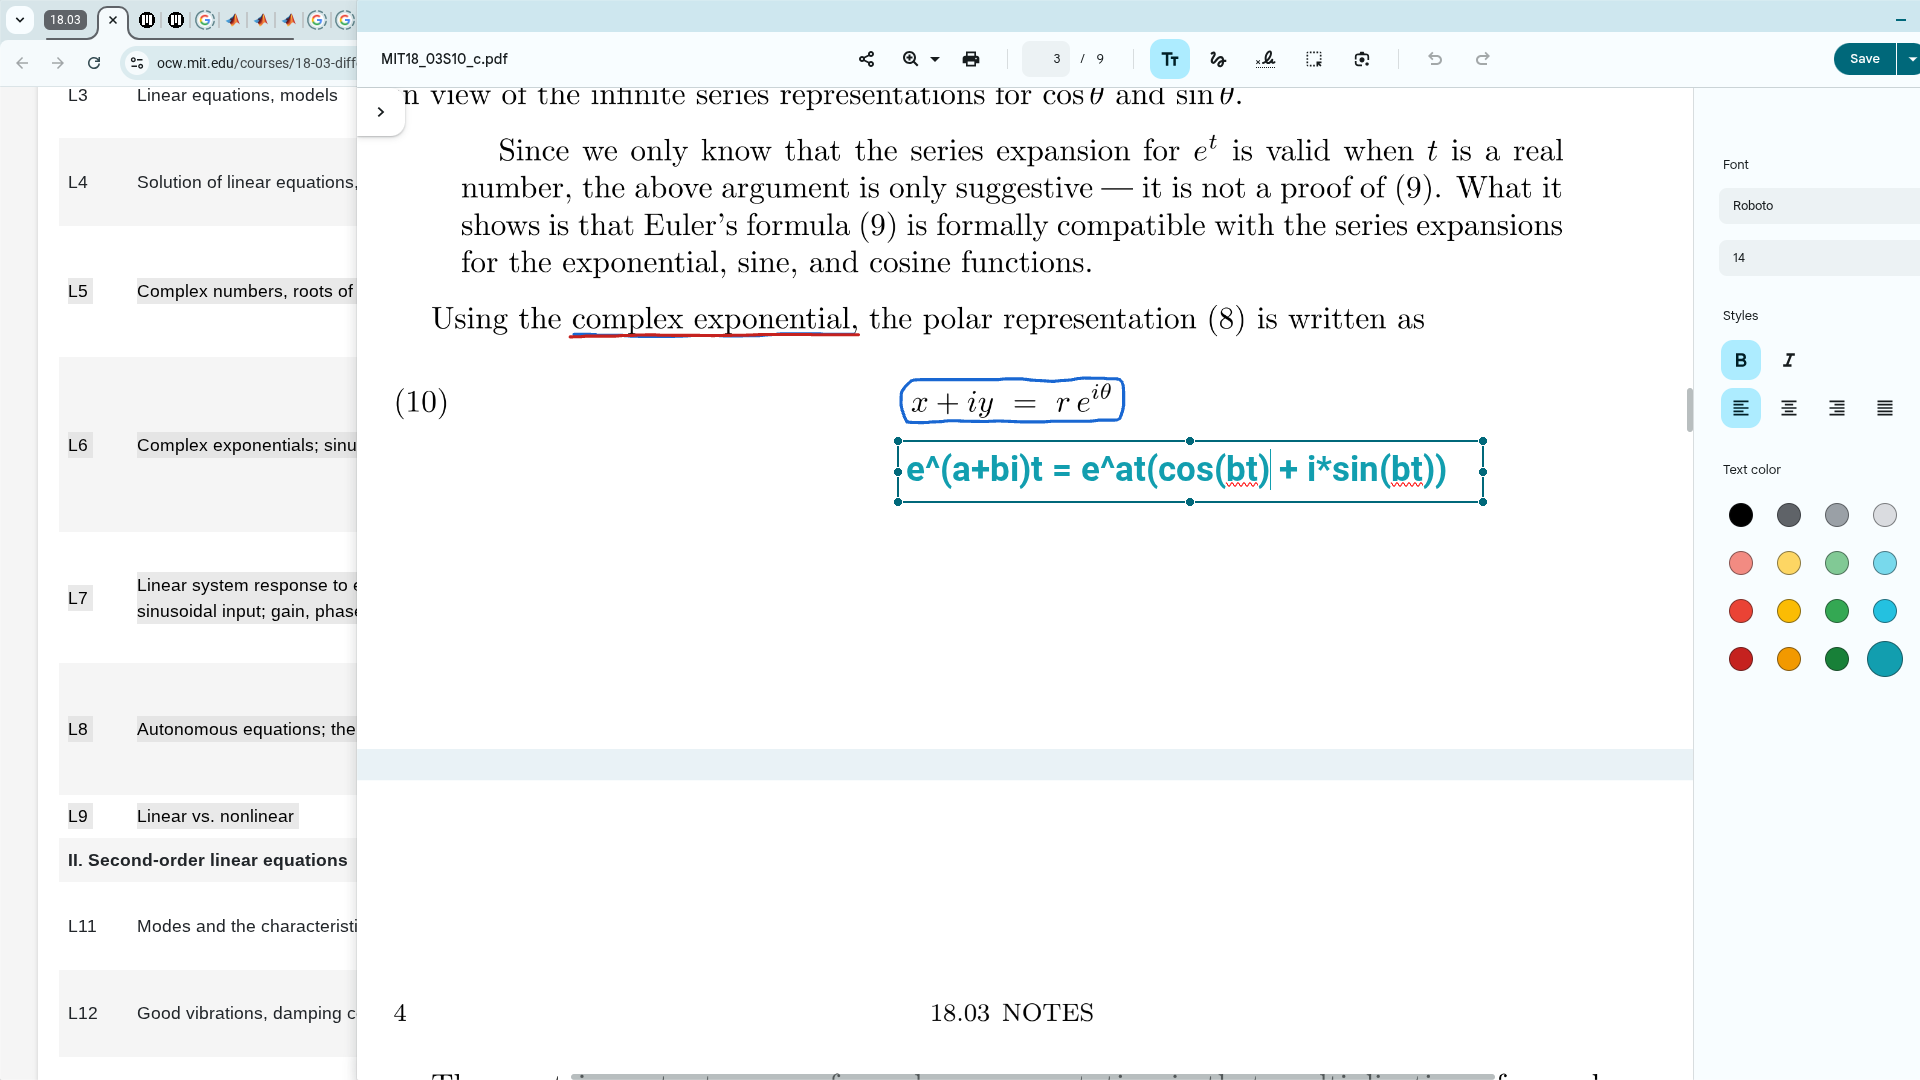 18.03
ocw.mit.edu/courses/18-03-diff
L3 Linear equations, models
L4 Solution of linear equations,
L5 Complex numbers, roots of
L6 Complex exponentials; sinu
L7 Linear system response to e
sinusoidal input; gain, phase
L8 Autonomous equations; the
L9 Linear vs. nonlinear
II. Second-order linear equations
L11 Modes and the characteristi
L12 Good vibrations, damping c
MIT18_03S10_c.pdf
3 / 9
Save
n view of the infinite series representations for cos θ and sin θ.
Since we only know that the series expansion for e^t is valid when t is a real
number, the above argument is only suggestive — it is not a proof of (9). What it
shows is that Euler's formula (9) is formally compatible with the series expansions
for the exponential, sine, and cosine functions.
Using the complex exponential, the polar representation (8) is written as
(10) x + iy = r e^{iθ}
e^(a+bi)t = e^at(cos(bt) + i*sin(bt))
4 18.03 NOTES
Font
Roboto
14
Styles
B I
Text color